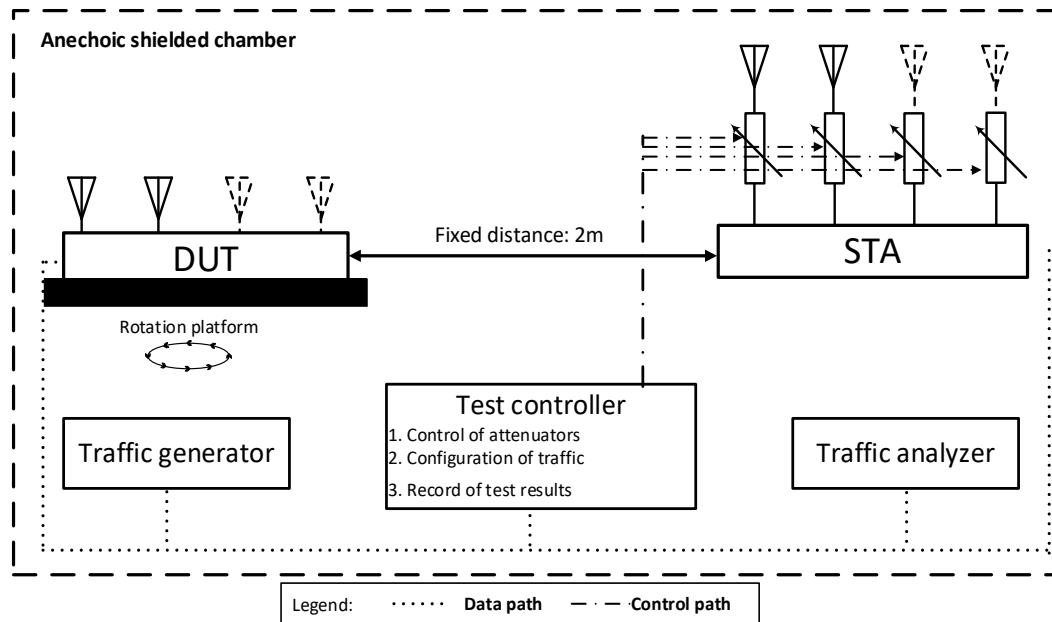 Anechoic shielded chamber
Fixed distance: 2m
DUT
STA
Rotation platform
Test controller
1. Control of attenuators
2. Configuration of traffic
3. Record of test results
Traffic generator
Traffic analyzer
Legend: Data path Control path